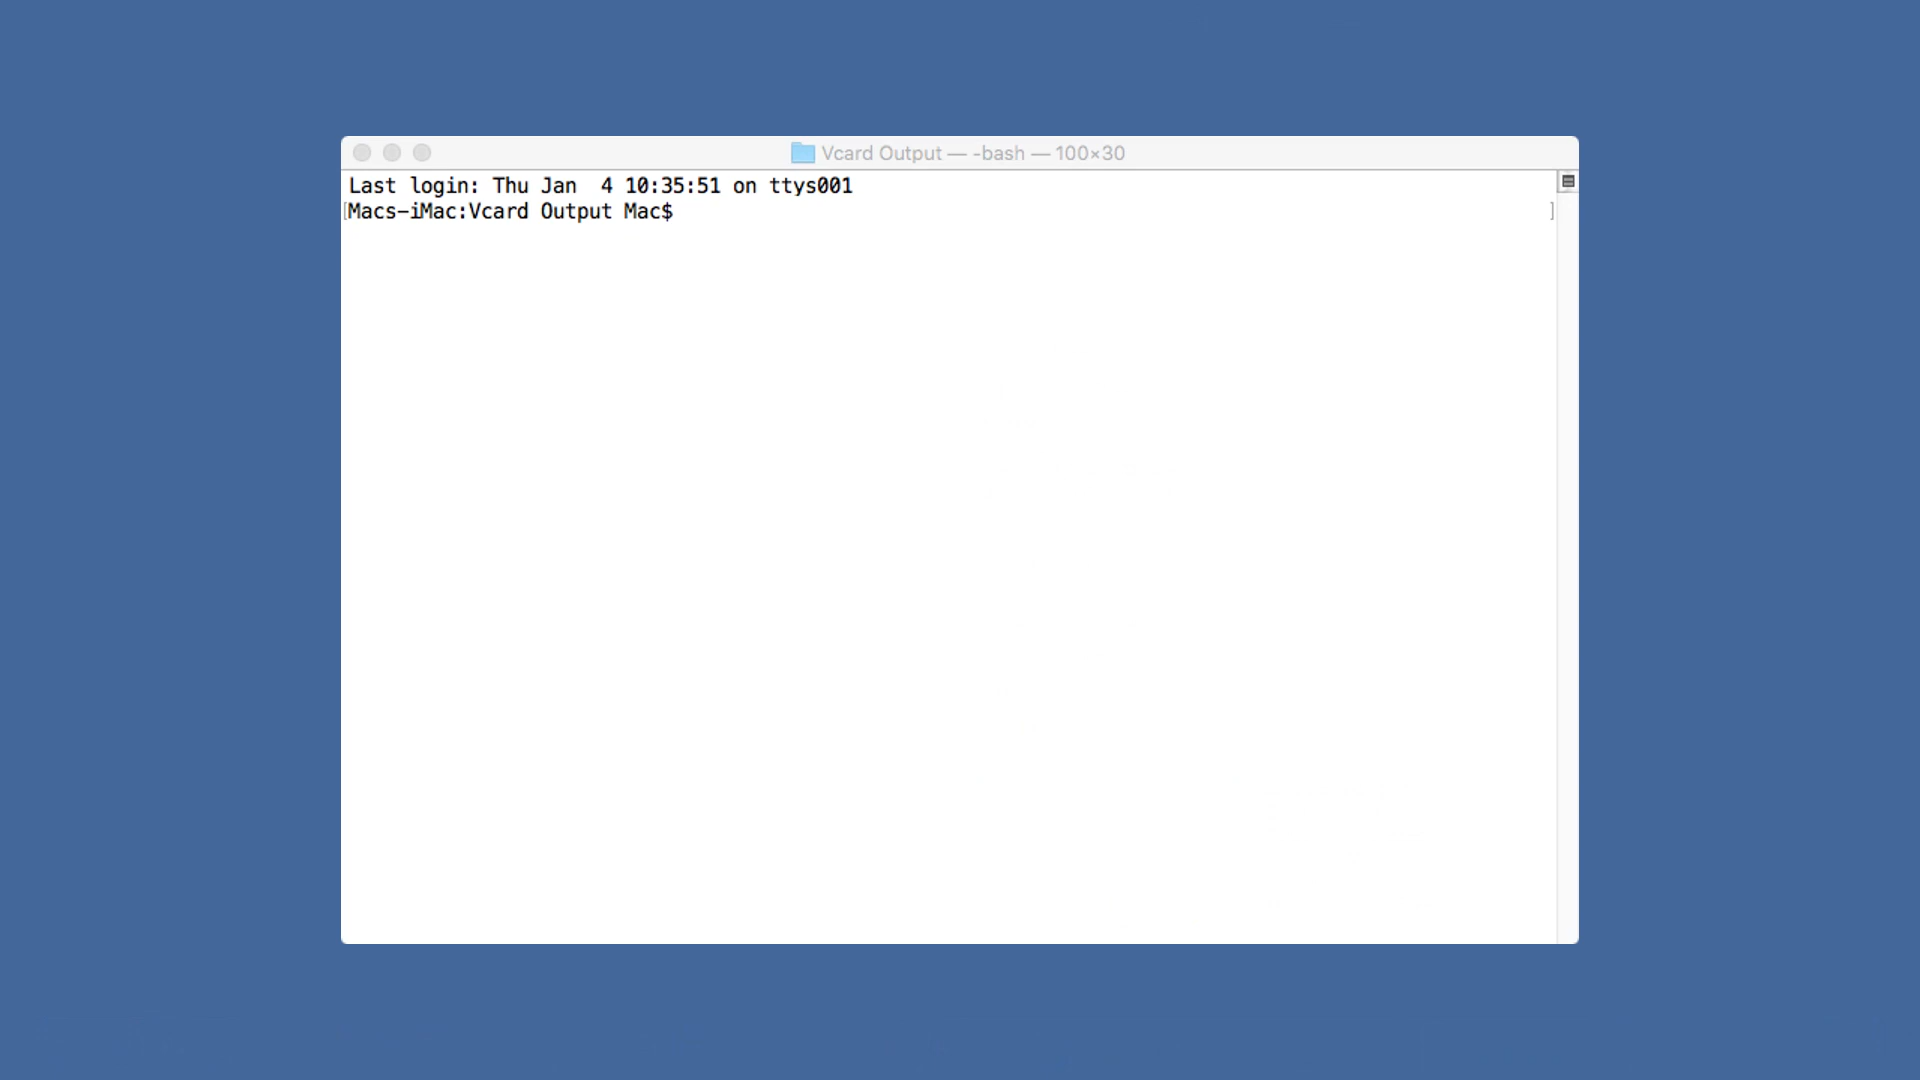 Vcard Output — -bash — 100×30
Last login: Thu Jan  4 10:35:51 on ttys001
[Macs-iMac:Vcard Output Mac$ ]